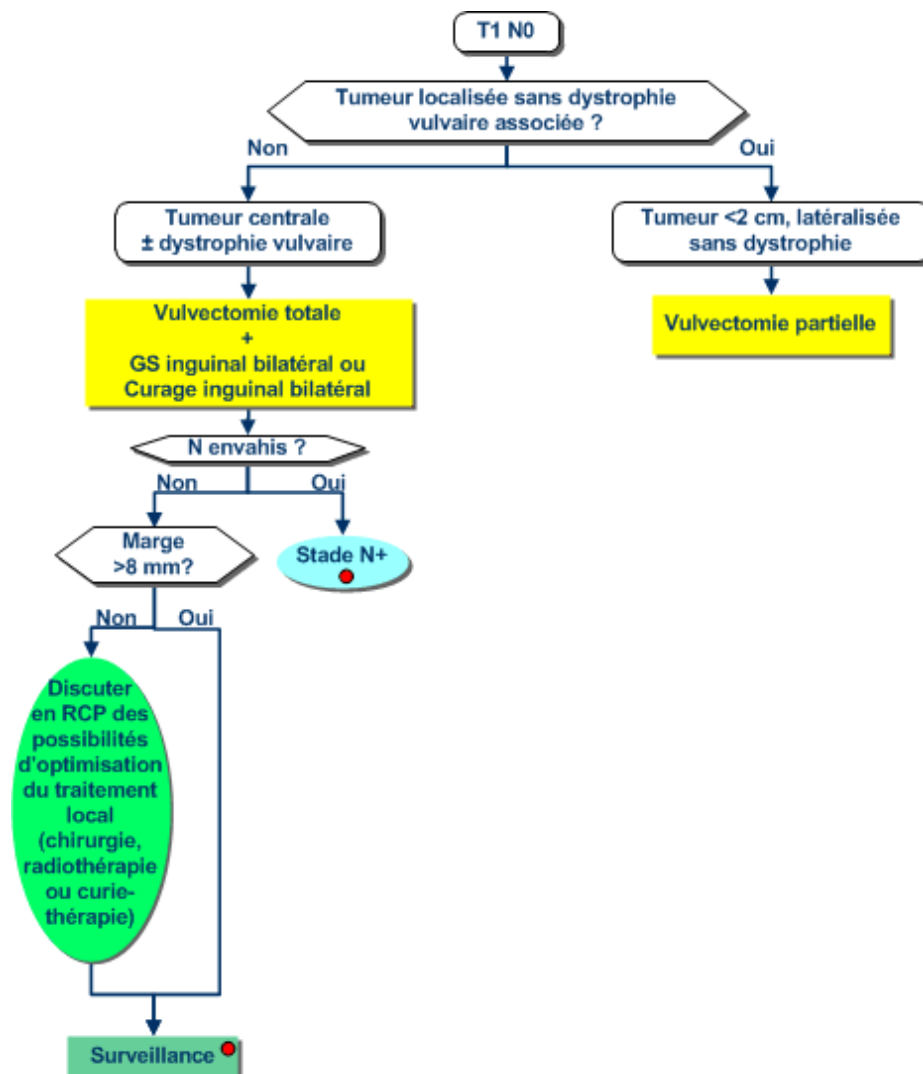 T1 N0
Tumeur localisée sans dystrophie
vulvaire associée ?
Non
Oui
Tumeur centrale
± dystrophie vulvaire
Tumeur <2 cm, latéralisée
sans dystrophie
Vulvectomie totale
+
GS inguinal bilatéral ou
Curage inguinal bilatéral
Vulvectomie partielle
N envahis ?
Non
Oui
Marge
>8 mm?
Stade N+
Non
Oui
Discuter
en RCP des
possibilités
d'optimisation
du traitement
local
(chirurgie,
radiothérapie
ou curie-
thérapie)
Surveillance